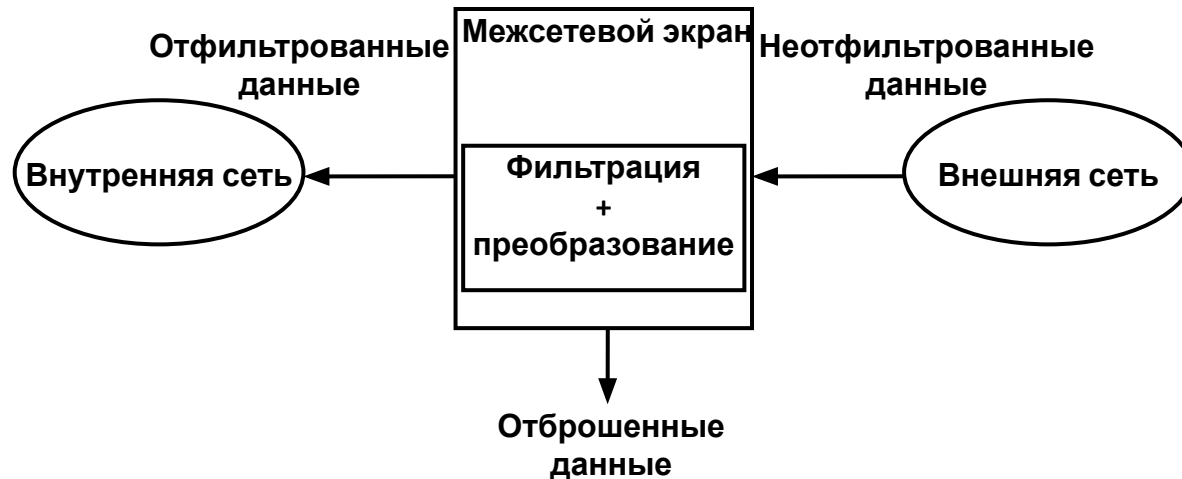 Межсетевой экран
Отфильтрованные
данные
Неотфильтрованные
данные
Внутренняя сеть
Фильтрация
+
преобразование
Внешняя сеть
Отброшенные
данные